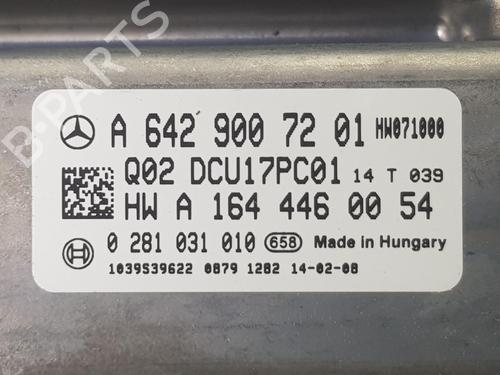 B-PARTS
A 642 900 72 01 HW071000
Q02 DCU17PC01 14 T 039
HW A 164 446 00 54
0 281 031 010 658 Made in Hungary
1039S39622 0879 1282 14-02-08